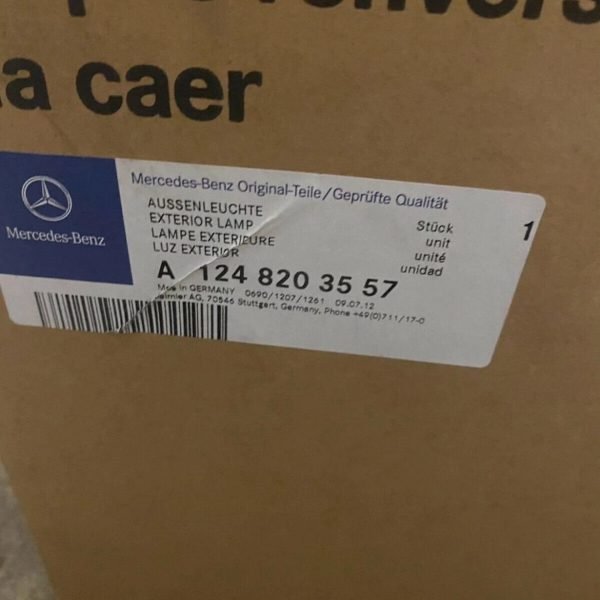 a caer
Mercedes-Benz
Mercedes-Benz Original-Teile/Geprüfte Qualität
AUSSENLEUCHTE
EXTERIOR LAMP
LAMPE EXTERIEURE
LUZ EXTERIOR
Stück 1
unit
unité
unidad
A 124 820 35 57
Made in GERMANY 0690/1207/1261 09.07.12
Daimler AG, 70546 Stuttgert, Germany, Phone +49(0)711/17-0